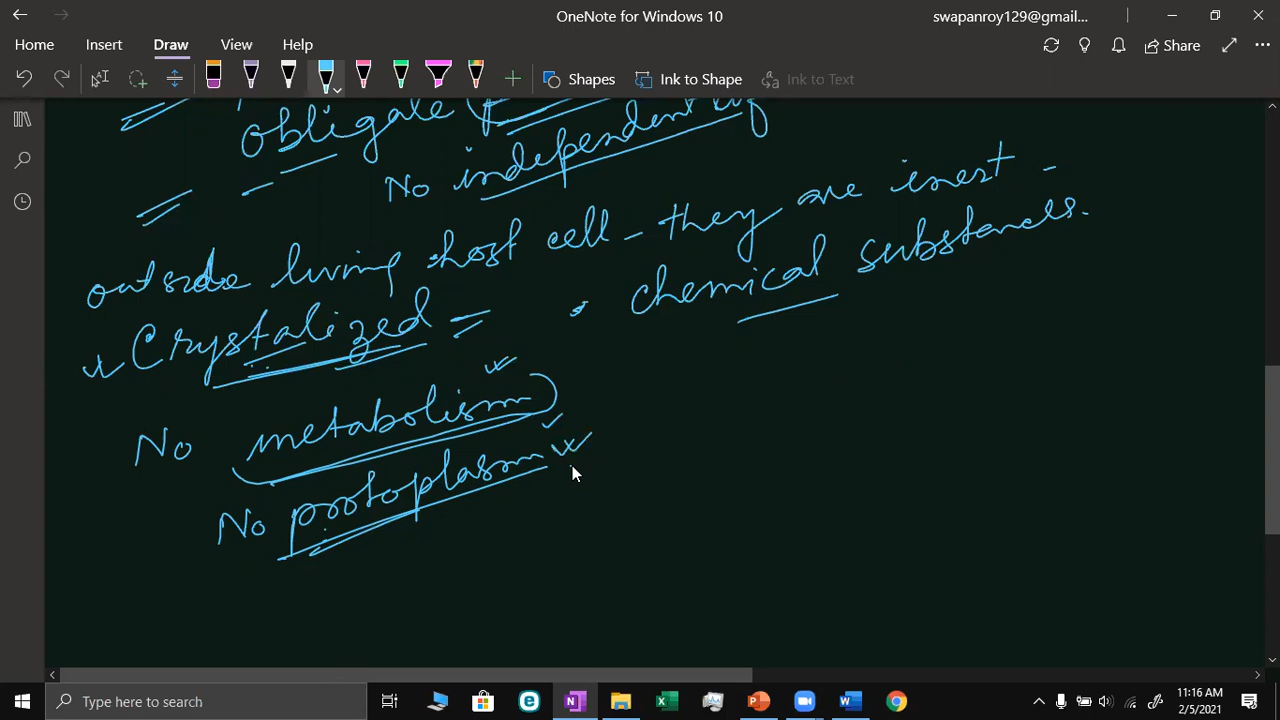 OneNote for Windows 10
swapanroy129@gmail...
Home Insert Draw View Help
Share
Shapes Ink to Shape Ink to Text
obligate
No independent
outside living host cell - they are inert -
chemical substances.
Crystalized =
No metabolism
No protoplasm
Type here to search
11:16 AM
2/5/2021